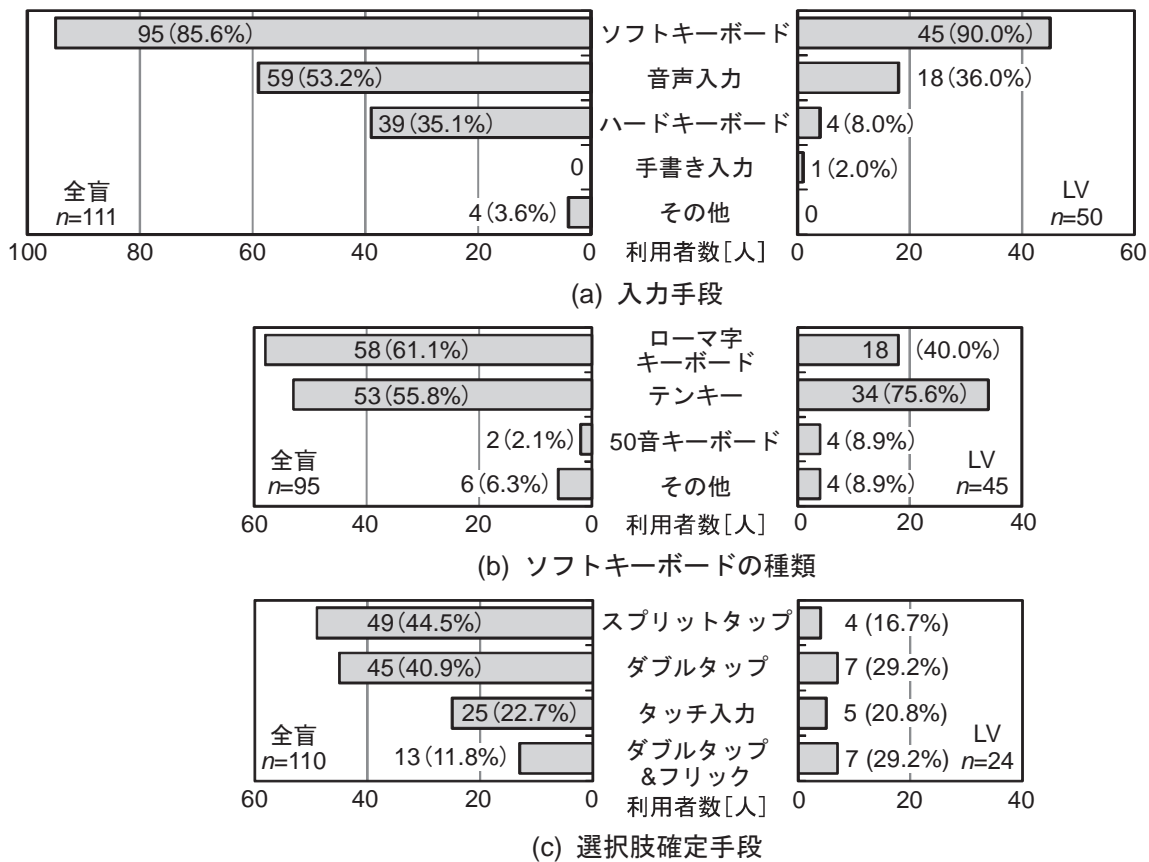 95(85.6%) ソフトキーボード 45(90.0%)
59(53.2%) 音声入力 18(36.0%)
39(35.1%) ハードキーボード 4(8.0%)
0 手書き入力 1(2.0%)
全盲 LV
4(3.6%) その他 0
n=111 n=50
100 80 60 40 20 0 利用者数[人] 0 20 40 60
(a) 入力手段
58(61.1%) ローマ字 18 (40.0%)
キーボード
53(55.8%) テンキー 34(75.6%)
2(2.1%) 50音キーボード 4(8.9%)
全盲 LV
n=95 6(6.3%) その他 4(8.9%) n=45
60 40 20 0 利用者数[人] 0 20 40
(b) ソフトキーボードの種類
49(44.5%) スプリットタップ 4 (16.7%)
45(40.9%) ダブルタップ 7 (29.2%)
25(22.7%) タッチ入力 5 (20.8%)
全盲 LV
n=110 13(11.8%) ダブルタップ 7 (29.2%) n=24
&フリック
60 40 20 0 利用者数[人] 0 20 40
(c) 選択肢確定手段